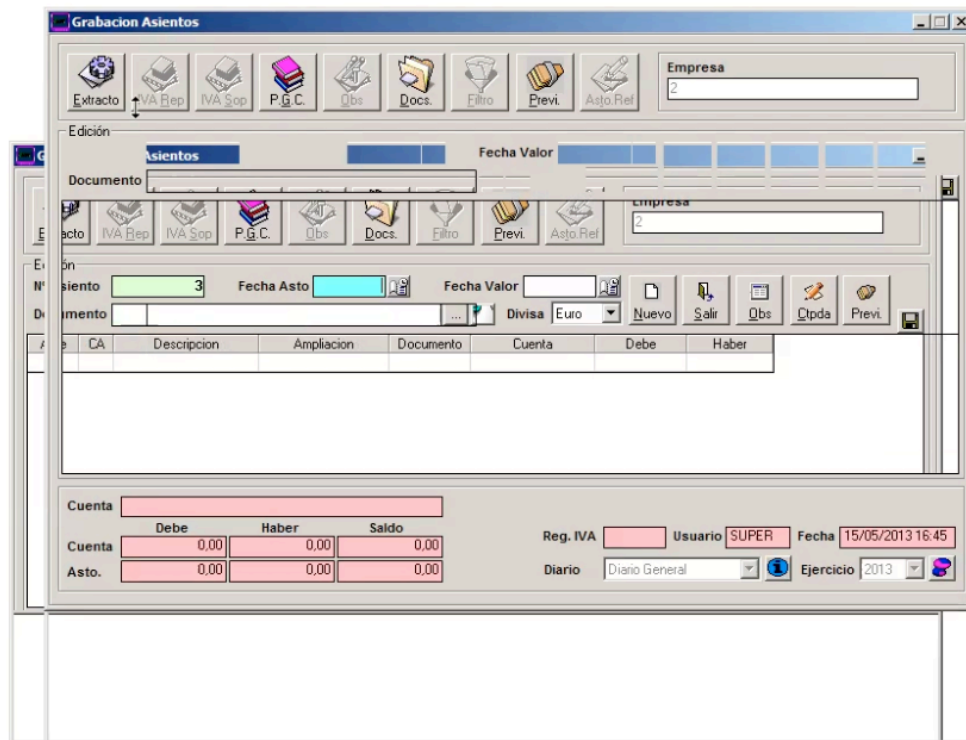 Grabacion Asientos
Empresa
Extracto IVA Rep IVA Sop P.G.C. Obs Docs. Filtro Previ. Asto.Ref
2
Edición
Asientos Fecha Valor
Documento
Empresa
acto IVA Rep IVA Sop P.G.C. Obs Docs. Filtro Previ. Asto.Ref
2
Nº siento 3 Fecha Asto Fecha Valor
Nuevo Salir Obs Ctpda Previ.
Do umento ... Divisa Euro
CA Descripcion Ampliacion Documento Cuenta Debe Haber
Cuenta
Debe Haber Saldo
Reg. IVA Usuario SUPER Fecha 15/05/2013 16:45
Cuenta 0,00 0,00 0,00
Asto. 0,00 0,00 0,00
Diario Diario General Ejercicio 2013